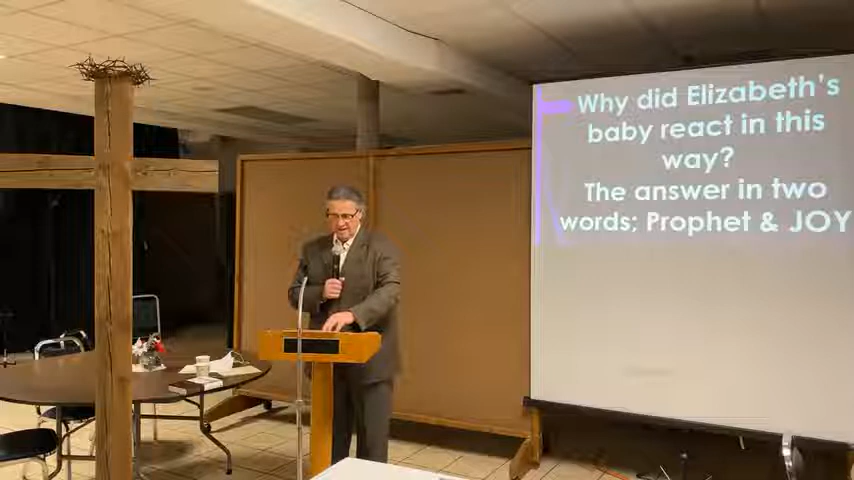 Why did Elizabeth's
baby react in this
way?
The answer in two
words; Prophet & JOY